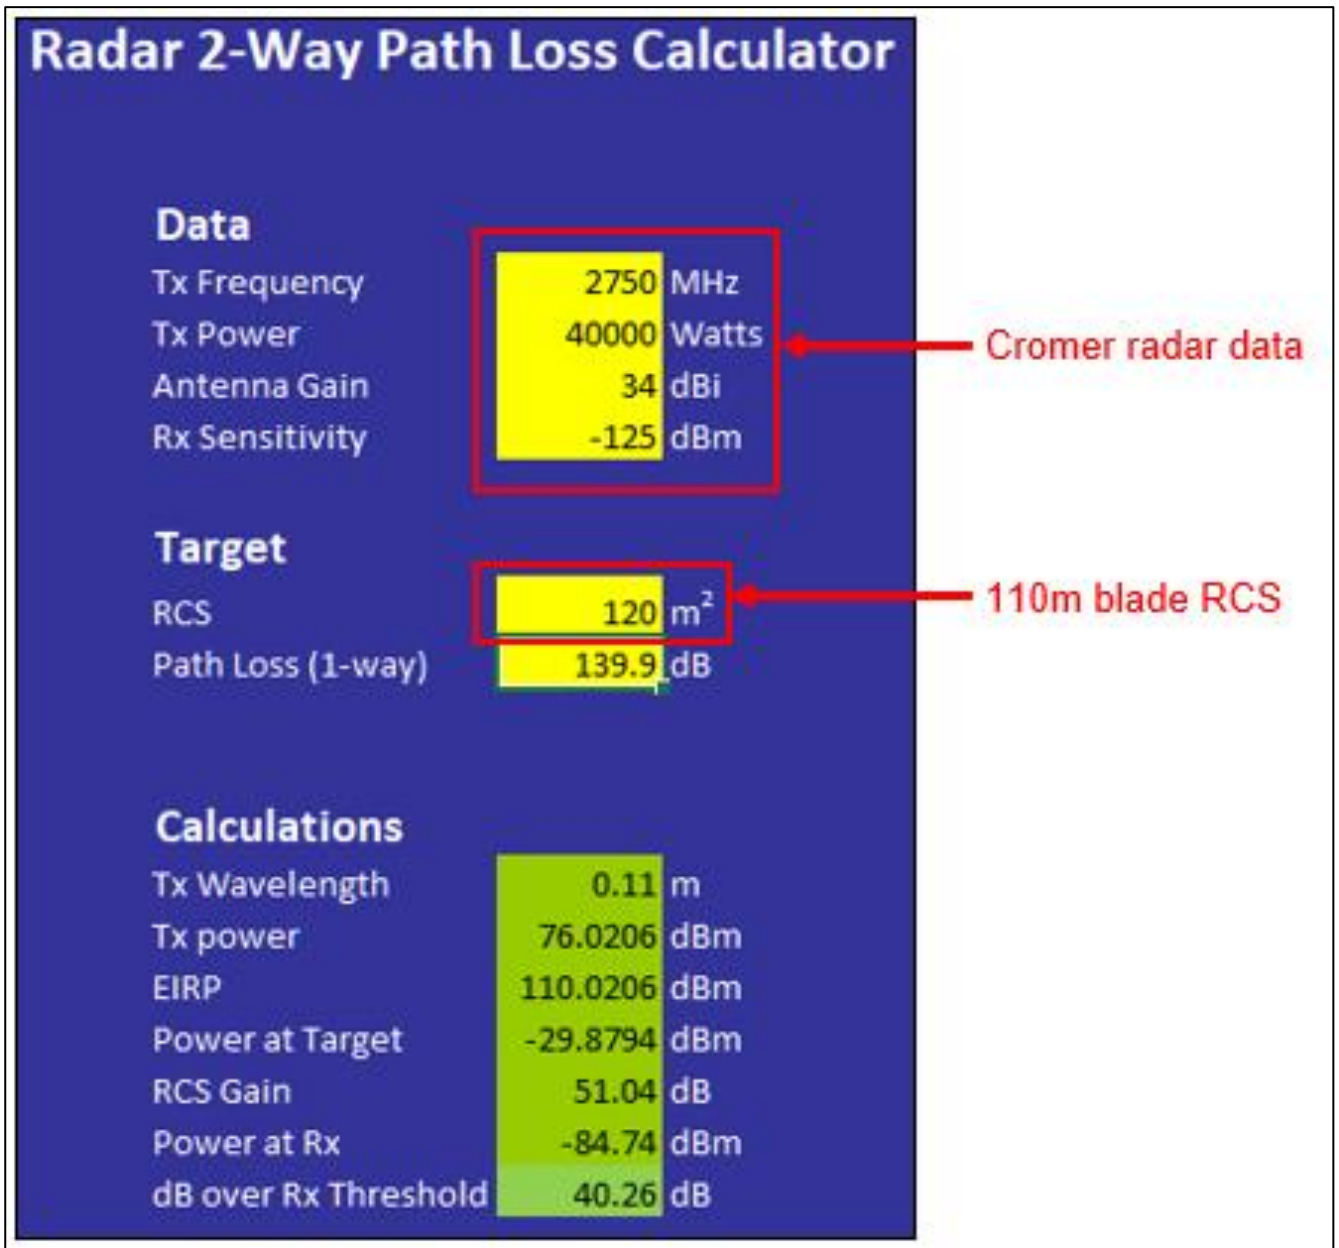 Radar 2-Way Path Loss Calculator
Data
Tx Frequency 2750 MHz
Tx Power 40000 Watts
Antenna Gain 34 dBi
Rx Sensitivity -125 dBm
Cromer radar data
Target
RCS 120 m²
110m blade RCS
Path Loss (1-way) 139.9 dB
Calculations
Tx Wavelength 0.11 m
Tx power 76.0206 dBm
EIRP 110.0206 dBm
Power at Target -29.8794 dBm
RCS Gain 51.04 dB
Power at Rx -84.74 dBm
dB over Rx Threshold 40.26 dB